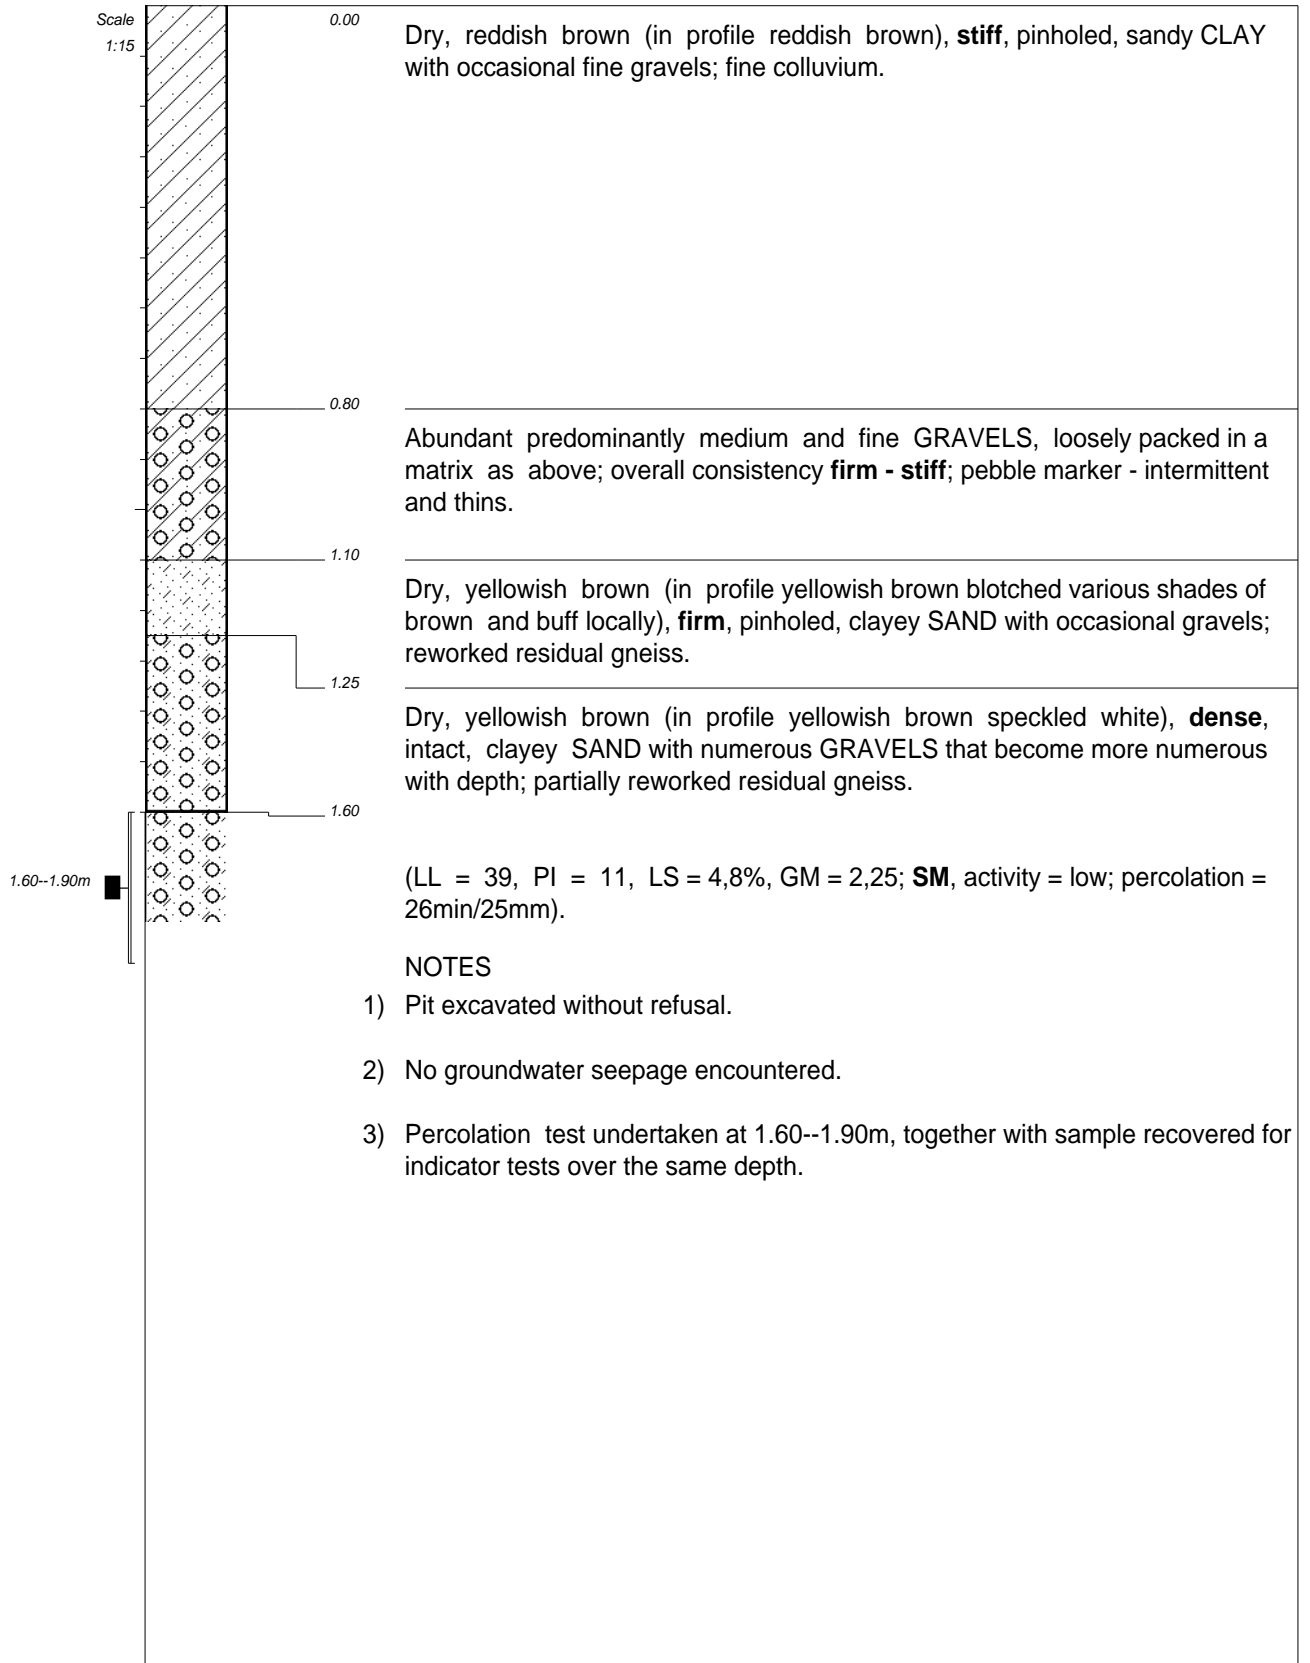 Scale
1:15
0.00
Dry, reddish brown (in profile reddish brown), stiff, pinholed, sandy CLAY
with occasional fine gravels; fine colluvium.
0.80
Abundant predominantly medium and fine GRAVELS, loosely packed in a
matrix as above; overall consistency firm - stiff; pebble marker - intermittent
and thins.
1.10
Dry, yellowish brown (in profile yellowish brown blotched various shades of
brown and buff locally), firm, pinholed, clayey SAND with occasional gravels;
reworked residual gneiss.
1.25
Dry, yellowish brown (in profile yellowish brown speckled white), dense,
intact, clayey SAND with numerous GRAVELS that become more numerous
with depth; partially reworked residual gneiss.
1.60
1.60--1.90m
(LL = 39, PI = 11, LS = 4,8%, GM = 2,25; SM, activity = low; percolation =
26min/25mm).
NOTES
1) Pit excavated without refusal.
2) No groundwater seepage encountered.
3) Percolation test undertaken at 1.60--1.90m, together with sample recovered for
indicator tests over the same depth.